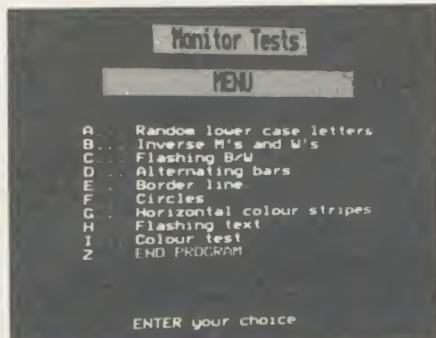 Monitor Tests
MENU
A... Random lower case letters
B... Inverse M's and W's
C... Flashing B/W
D... Alternating bars
E... Border line
F... Circles
G... Horizontal colour stripes
H... Flashing text
I... Colour test
Z... END PROGRAM
ENTER your choice